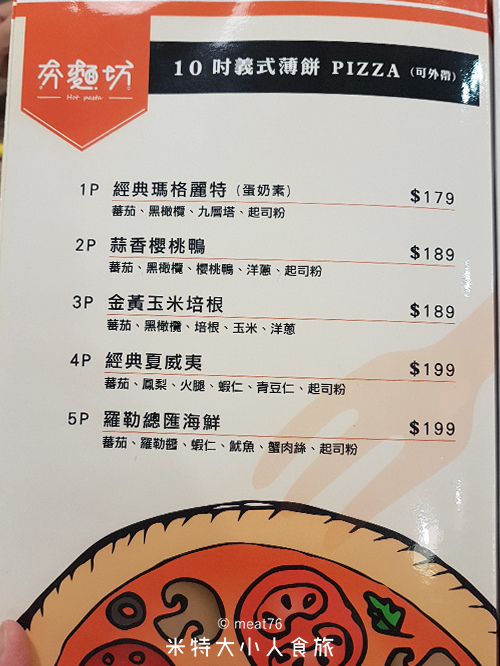 夯麵坊
Hot pasta
10 吋義式薄餅 PIZZA (可外帶)
1P 經典瑪格麗特 (蛋奶素) $179
蕃茄、黑橄欖、九層塔、起司粉
2P 蒜香櫻桃鴨 $189
蕃茄、黑橄欖、櫻桃鴨、洋蔥、起司粉
3P 金黃玉米培根 $189
蕃茄、黑橄欖、培根、玉米、洋蔥
4P 經典夏威夷 $199
蕃茄、鳳梨、火腿、蝦仁、青豆仁、起司粉
5P 羅勒總匯海鮮 $199
蕃茄、羅勒醬、蝦仁、魷魚、蟹肉絲、起司粉
© meat76
米特大小人食旅